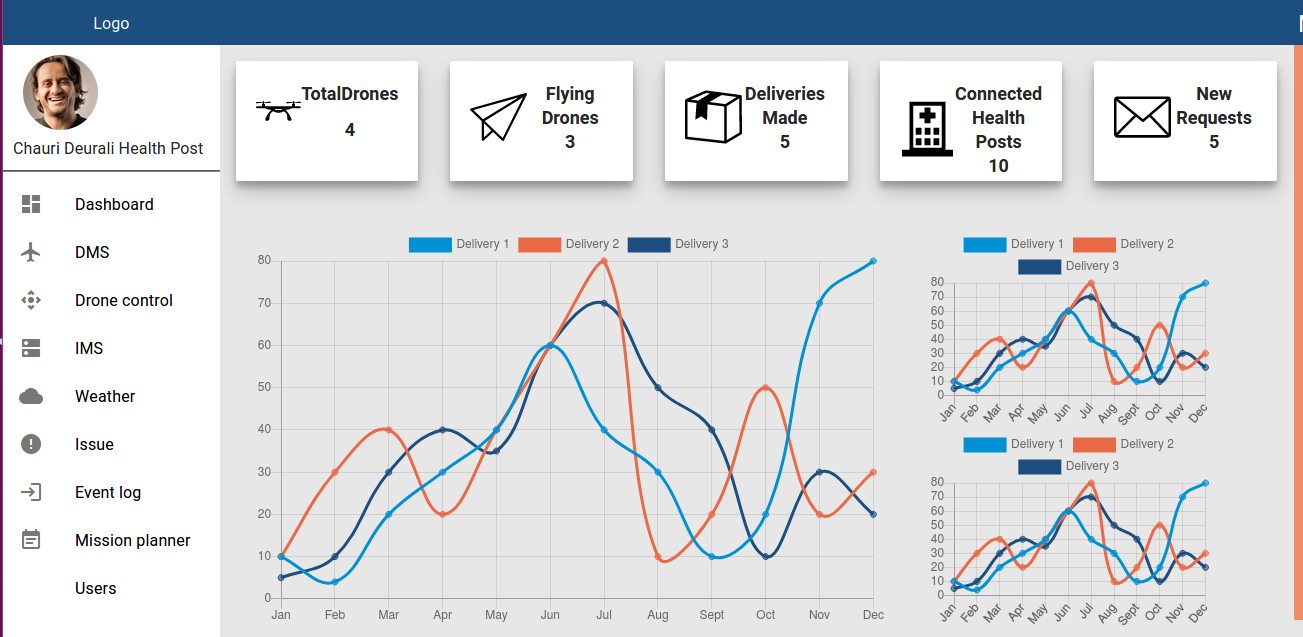 Logo
Chauri Deurali Health Post
Dashboard
DMS
Drone control
IMS
Weather
Issue
Event log
Mission planner
Users
TotalDrones
4
Flying
Drones
3
Deliveries
Made
5
Connected
Health
Posts
10
New
Requests
5
Delivery 1 Delivery 2 Delivery 3
80
70
60
50
40
30
20
10
0
Jan Feb Mar Apr May Jun Jul Aug Sept Oct Nov Dec
Delivery 1 Delivery 2
Delivery 3
80
70
60
50
40
30
20
10
0
Jan Feb Mar Apr May Jun Jul Aug Sept Oct Nov Dec
Delivery 1 Delivery 2
Delivery 3
80
70
60
50
40
30
20
10
0
Jan Feb Mar Apr May Jun Jul Aug Sept Oct Nov Dec